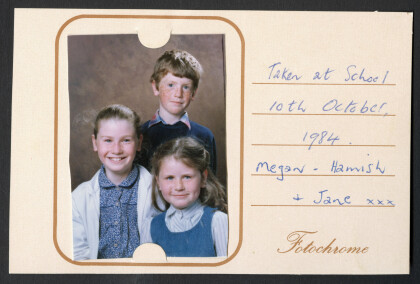 Taken at School
10th October,
1984.
Megan - Hamish
+ Jane xxx
Fotochrome